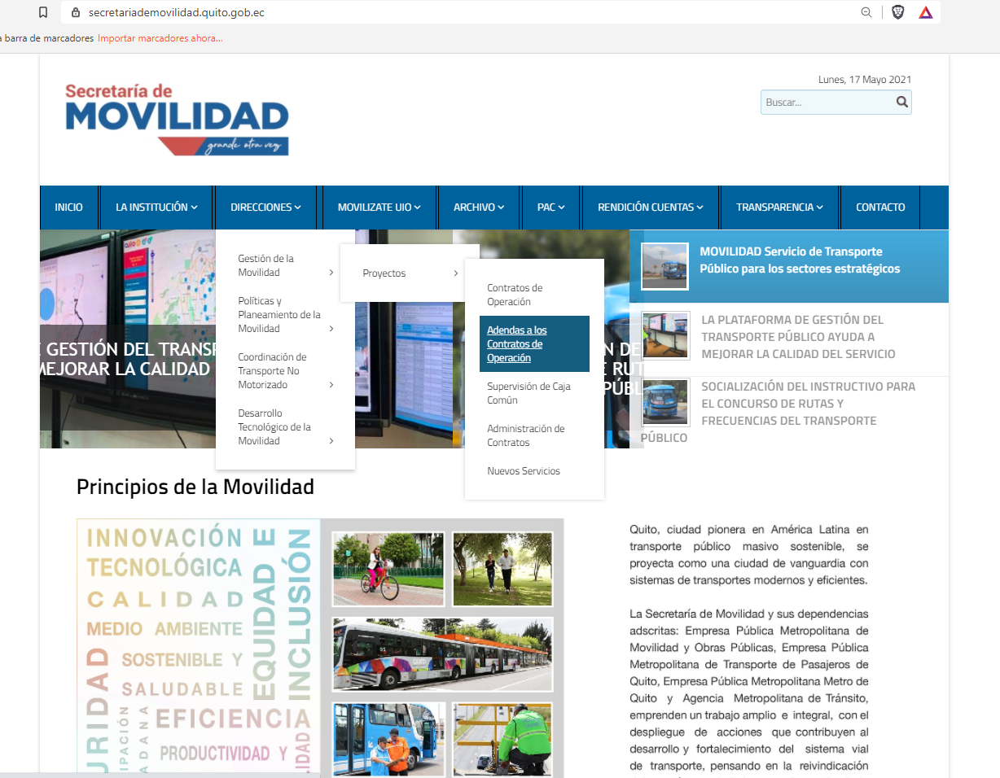 secretariademovilidad.quito.gob.ec
a barra de marcadores Importar marcadores ahora...
Lunes, 17 Mayo 2021
Secretaría de
MOVILIDAD
grande otra vez
Buscar...
INICIO LA INSTITUCIÓN DIRECCIONES MOVILIZATE UIO ARCHIVO PAC RENDICIÓN CUENTAS TRANSPARENCIA CONTACTO
Gestión de la
Movilidad
Políticas y
Planeamiento de la
Movilidad
Coordinación de
Transporte No
Motorizado
Desarrollo
Tecnológico de la
Movilidad
Proyectos
Contratos de
Operación
Adendas a los
Contratos de
Operación
Supervisión de Caja
Común
Administración de
Contratos
Nuevos Servicios
E GESTIÓN DEL TRANSP
MEJORAR LA CALIDAD
N DE
E RUT
PÚBL
MOVILIDAD Servicio de Transporte
Público para los sectores estratégicos
LA PLATAFORMA DE GESTIÓN DEL
TRANSPORTE PÚBLICO AYUDA A
MEJORAR LA CALIDAD DEL SERVICIO
SOCIALIZACIÓN DEL INSTRUCTIVO PARA
EL CONCURSO DE RUTAS Y
FRECUENCIAS DEL TRANSPORTE
PÚBLICO
Principios de la Movilidad
INNOVACIÓN
TECNOLÓGICA
CALIDAD
MEDIO AMBIENTE
SOSTENIBLE Y
SALUDABLE
EFICIENCIA
PRODUCTIVIDAD Y
EQUIDAD E
INCLUSIÓN
URIDAD
IPACIÓN
ADANA
LIDAD
Quito, ciudad pionera en América Latina en
transporte público masivo sostenible, se
proyecta como una ciudad de vanguardia con
sistemas de transportes modernos y eficientes.
La Secretaría de Movilidad y sus dependencias
adscritas: Empresa Pública Metropolitana de
Movilidad y Obras Públicas, Empresa Pública
Metropolitana de Transporte de Pasajeros de
Quito, Empresa Pública Metropolitana Metro de
Quito y Agencia Metropolitana de Tránsito,
emprenden un trabajo amplio e integral, con el
despliegue de acciones que contribuyen al
desarrollo y fortalecimiento del sistema vial
de transporte, pensando en la reivindicación